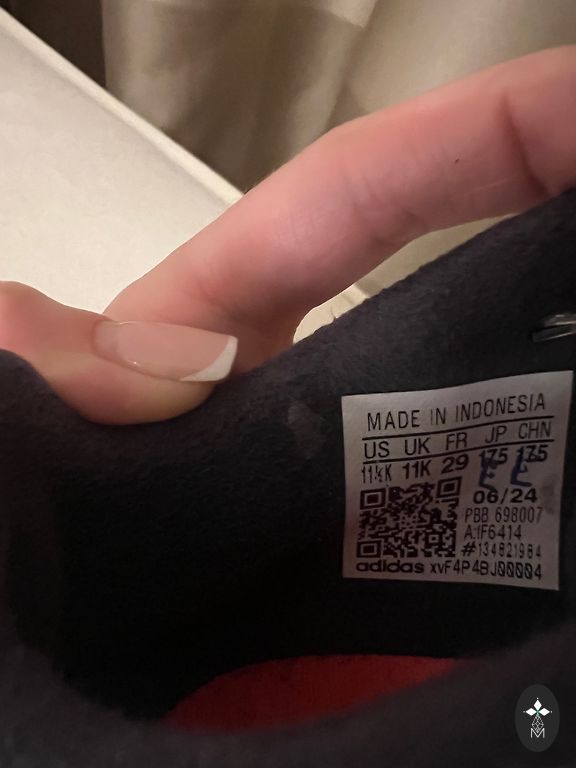 MADE IN INDONESIA
US UK FR JP CHN
11½K 11K 29 175 175
06/24
PBB 698007
A:IF6414
#134821984
adidas xvF4P4BJ00004
M